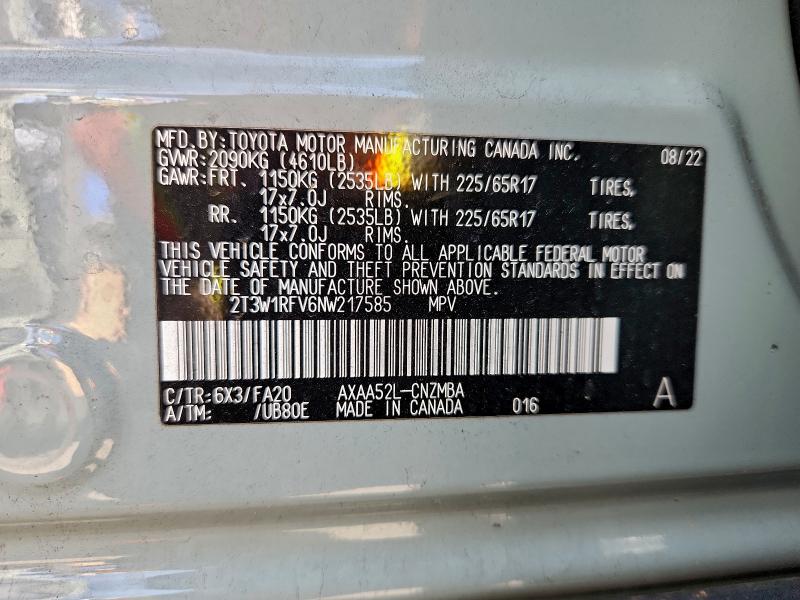 MFD.BY:TOYOTA MOTOR MANUFACTURING CANADA INC. 08/22
GVWR:2090KG (4610LB)
GAWR:FRT. 1150KG (2535LB) WITH 225/65R17 TIRES,
17x7.0J RIMS.
RR. 1150KG (2535LB) WITH 225/65R17 TIRES,
17x7.0J RIMS.
THIS VEHICLE CONFORMS TO ALL APPLICABLE FEDERAL MOTOR
VEHICLE SAFETY AND THEFT PREVENTION STANDARDS IN EFFECT ON
THE DATE OF MANUFACTURE SHOWN ABOVE.
2T3W1RFV6NW217585 MPV
C/TR:6X3/FA20 AXAA52L-CNZMBA
A/TM: /UB80E MADE IN CANADA 016 A